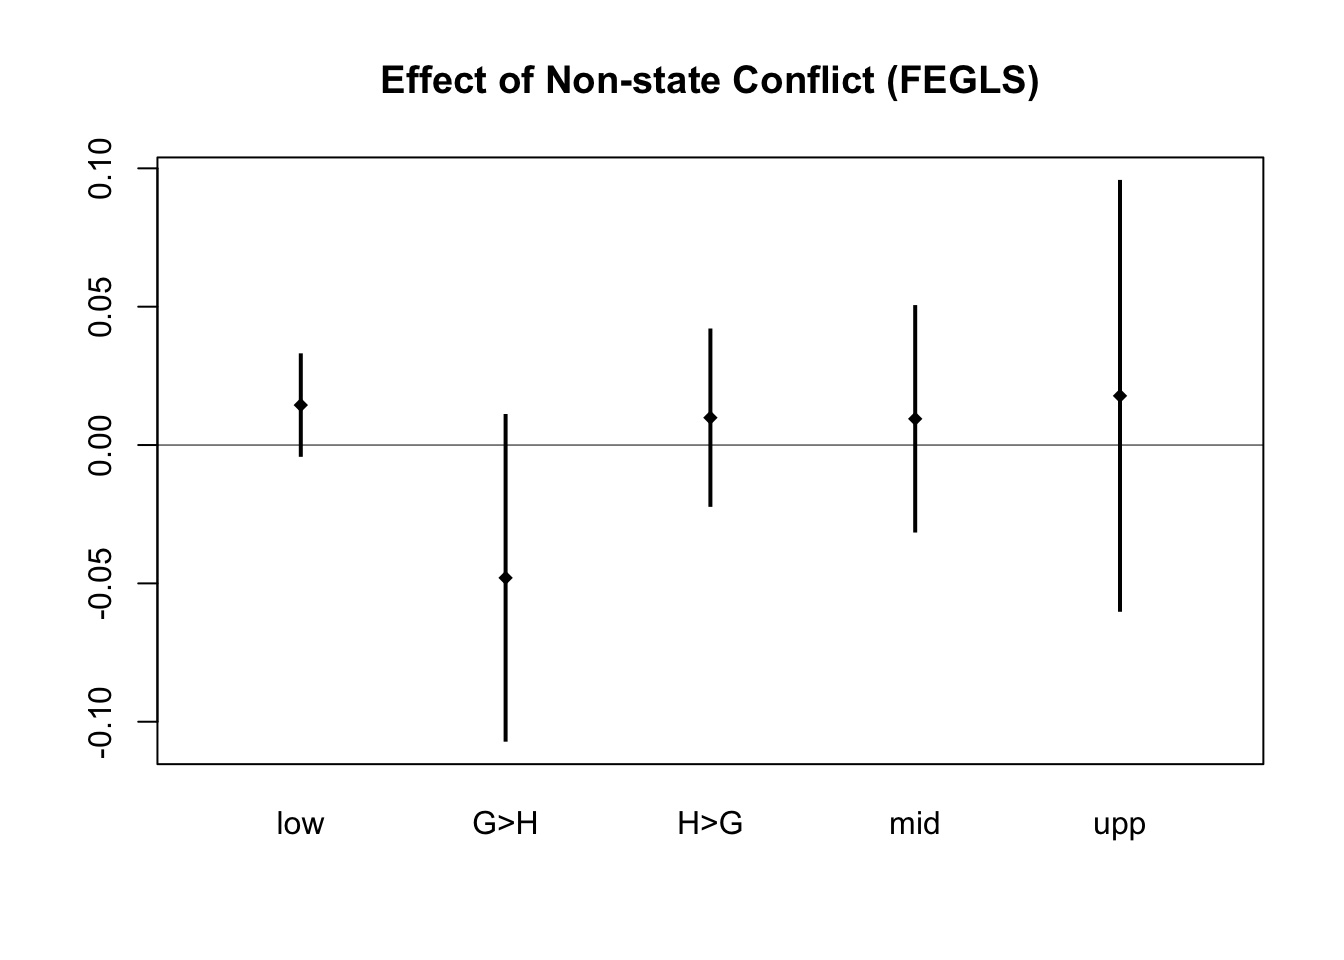 Effect of Non-state Conflict (FEGLS)
0.10
0.05
0.00
-0.05
-0.10
low G>H H>G mid upp